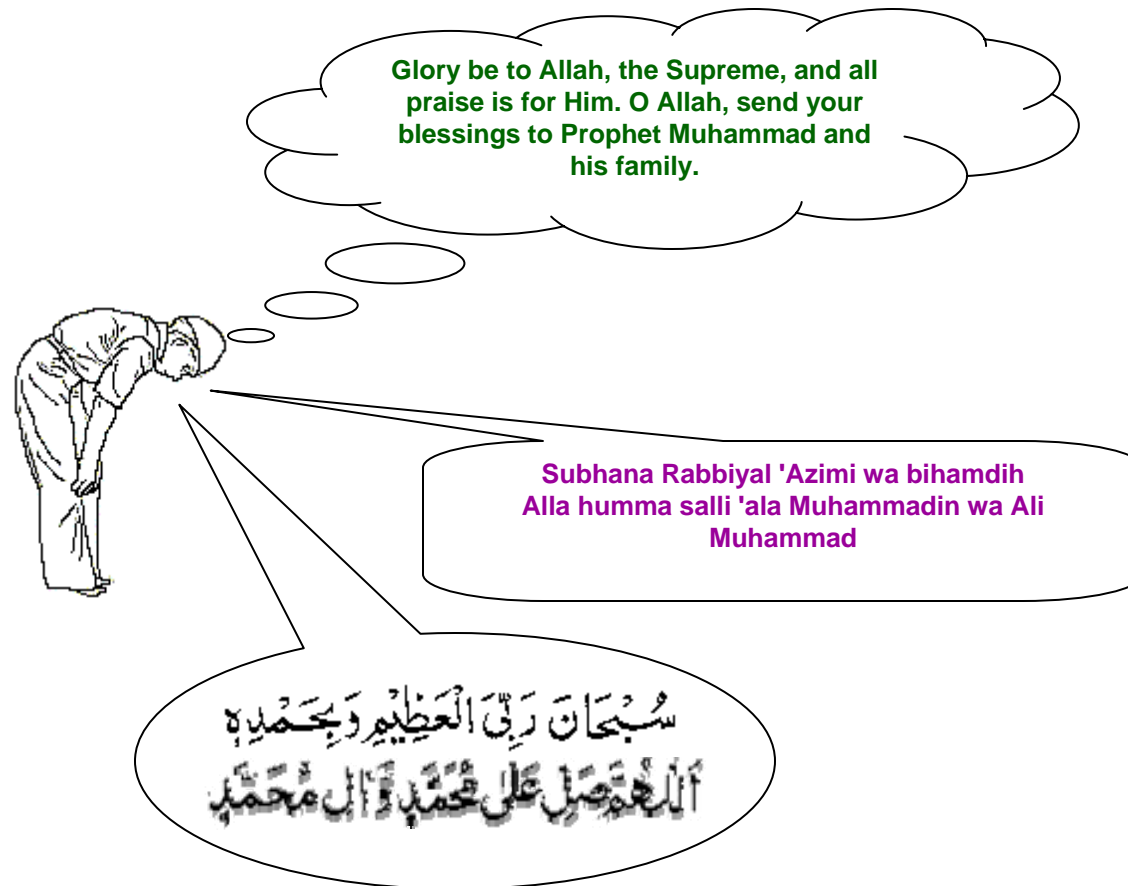 Glory be to Allah, the Supreme, and all
praise is for Him. O Allah, send your
blessings to Prophet Muhammad and
his family.
Subhana Rabbiyal 'Azimi wa bihamdih
Alla humma salli 'ala Muhammadin wa Ali
Muhammad
سُبْحَانَ رَبِّيَ الْعَظِيْمِ وَبِحَمْدِهٖ
اَللّٰهُمَّ صَلِّ عَلٰى مُحَمَّدٍ وَّاٰلِ مُحَمَّدٍ